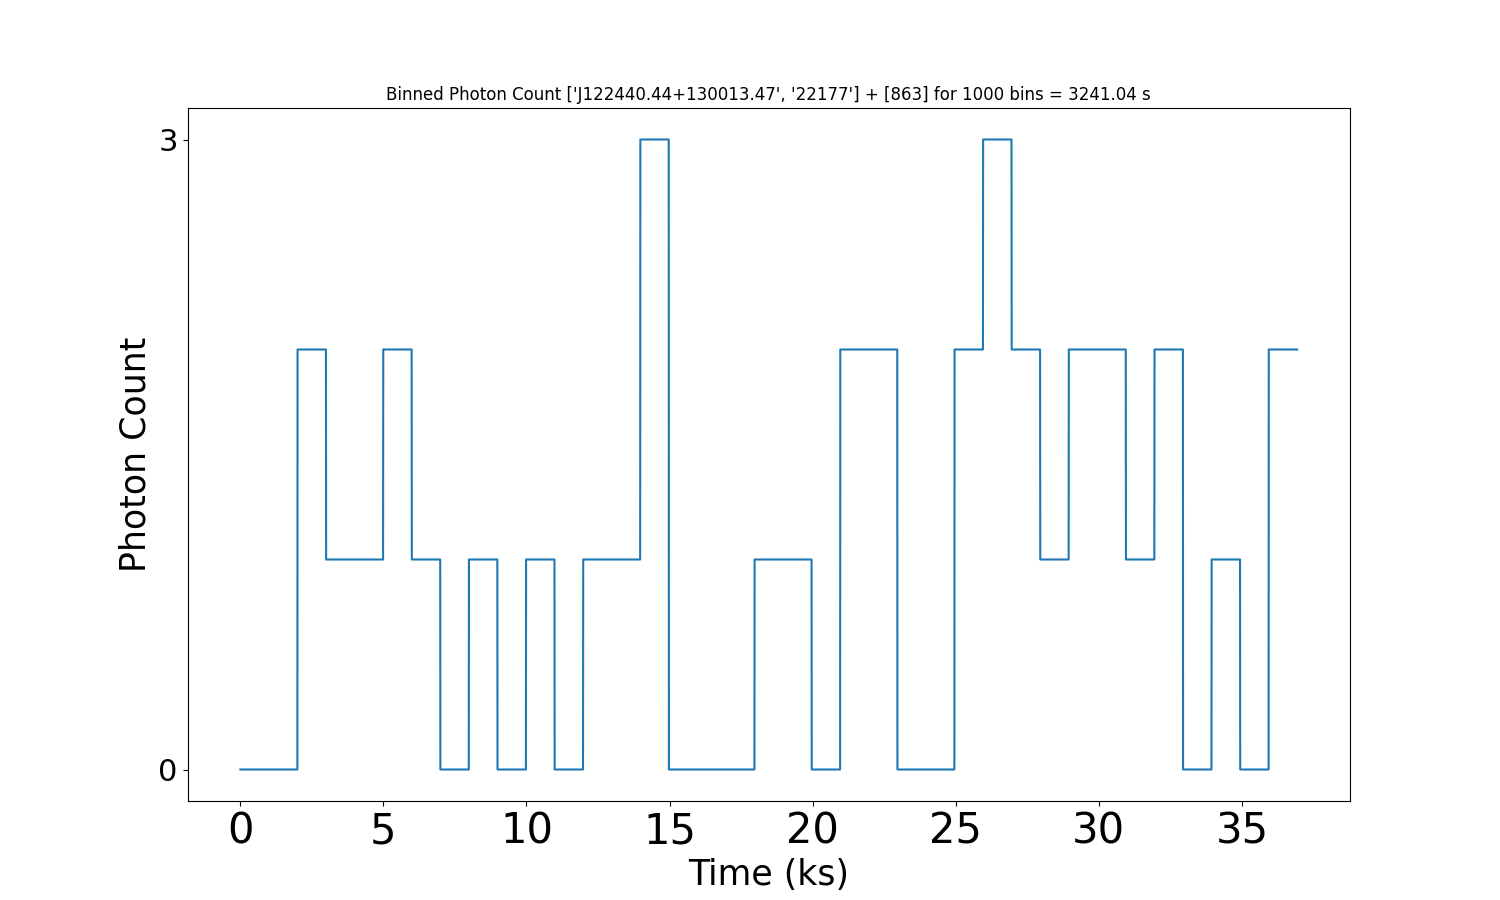 Binned Photon Count ['J122440.44+130013.47', '22177'] + [863] for 1000 bins = 3241.04 s
3
Photon Count
0
0 5 10 15 20 25 30 35
Time (ks)